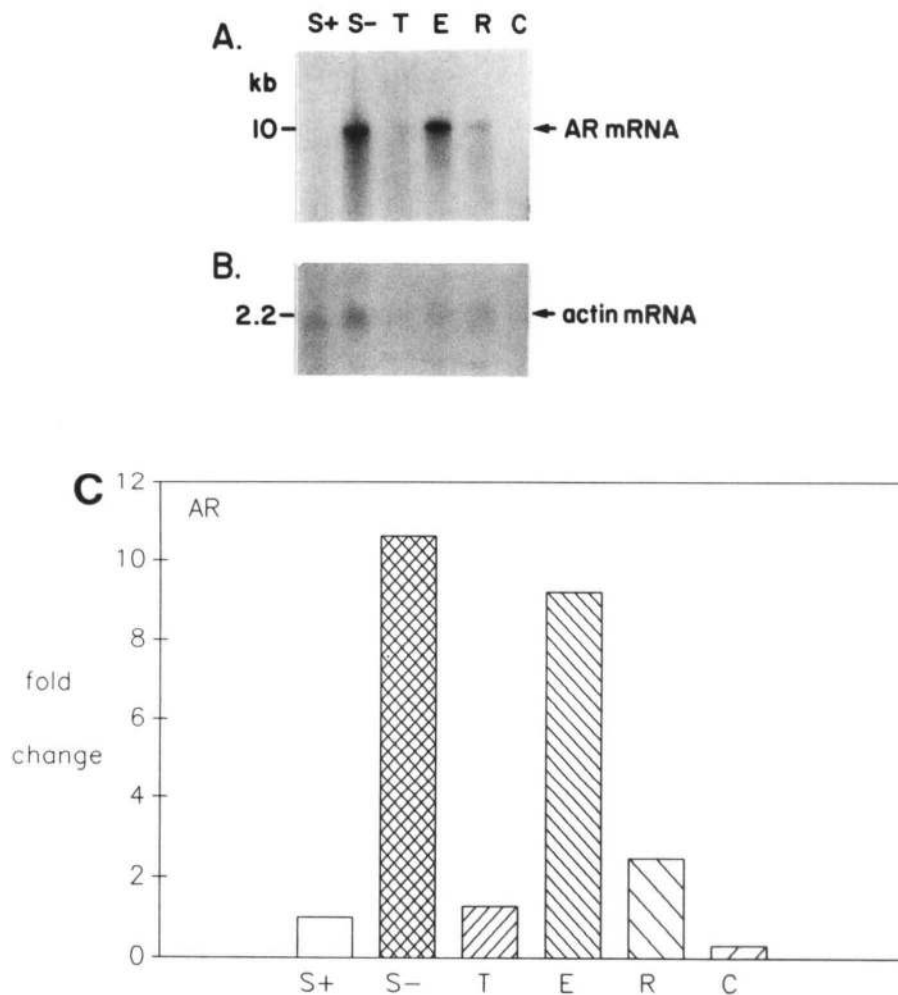 S+ S- T E R C
A.
kb
10
AR mRNA
B.
2.2
actin mRNA
C
12
AR
10
8
fold
6
change
4
2
0
S+ S- T E R C